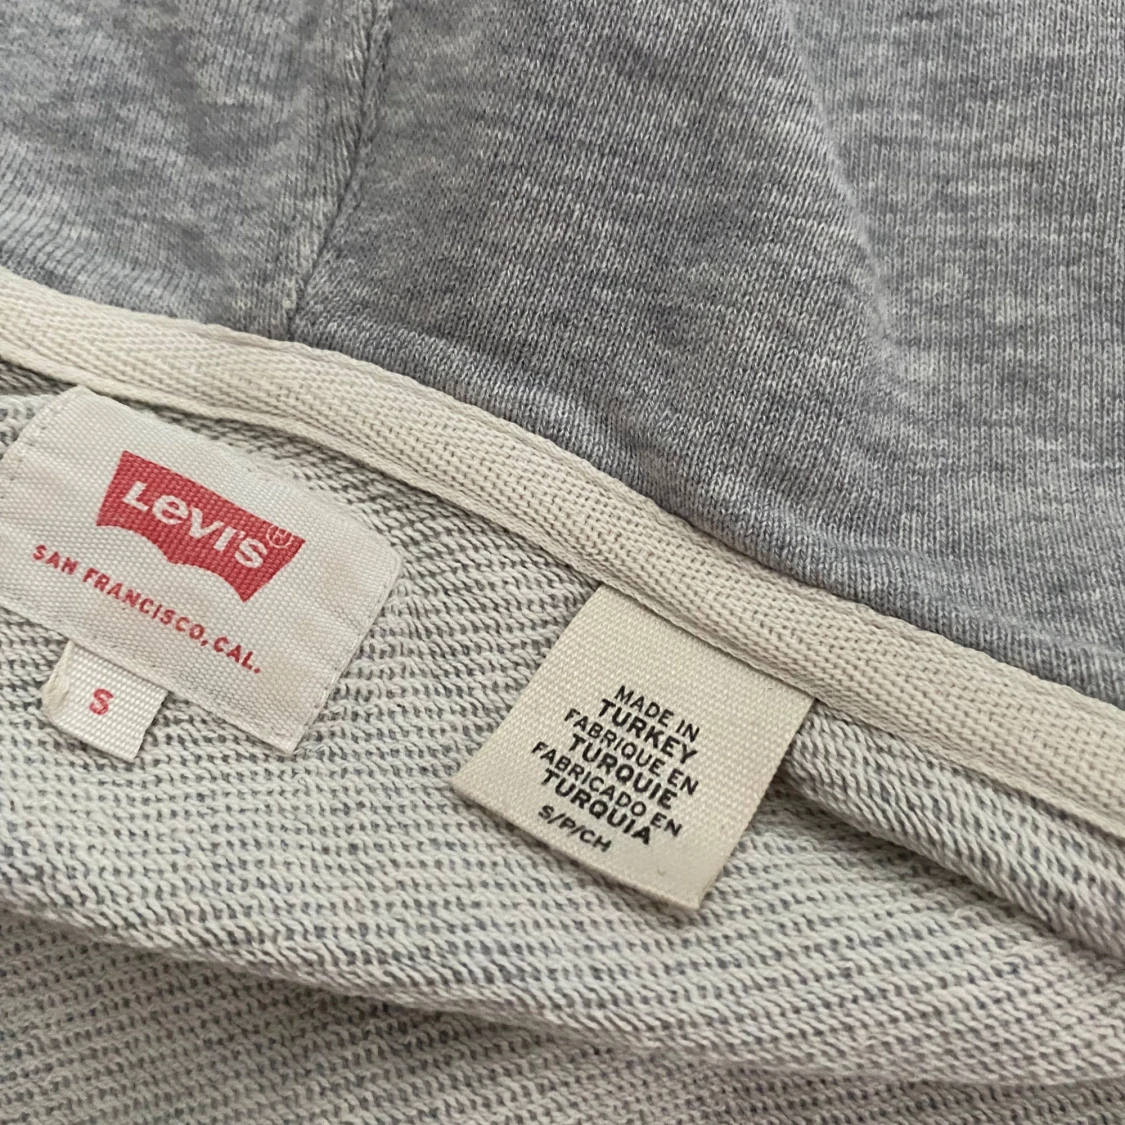 Levi's®
SAN FRANCISCO, CAL.
S
MADE IN
TURKEY
FABRIQUE EN
TURQUIE
FABRICADO EN
TURQUIA
S/P/CH